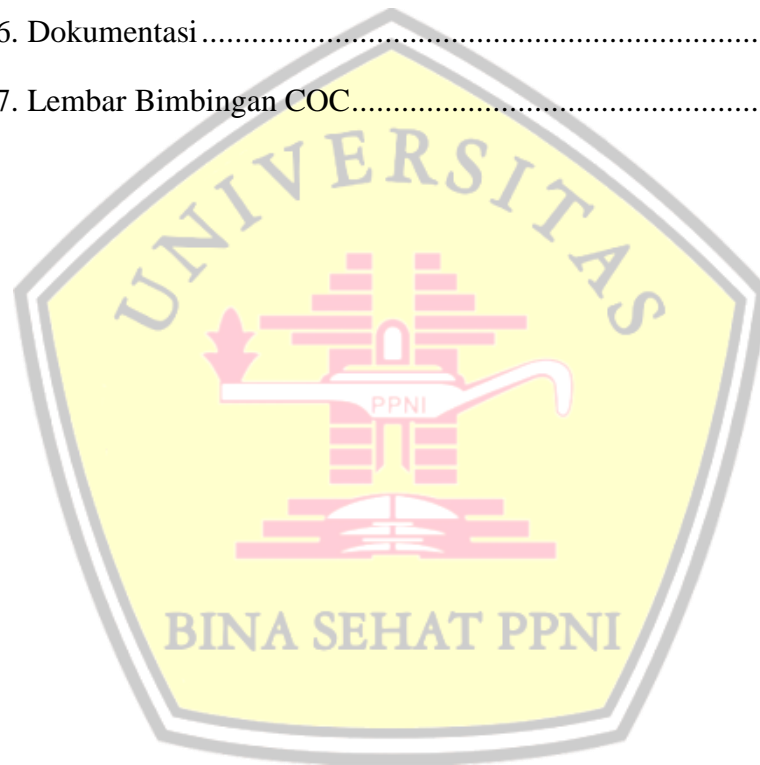 6. Dokumentasi.....................................................................
7. Lembar Bimbingan COC..................................................
UNIVERSITAS
PPNI
BINA SEHAT PPNI